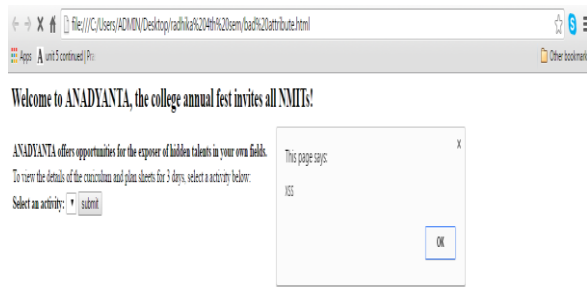 file:///C:/Users/ADMIN/Desktop/radhika%204th%20sem/bad%20attribute.html
Apps A unit 5 continued | Pra
Other bookmark
Welcome to ANADYANTA, the college annual fest invites all NMITs!
ANADYANTA offers opportunities for the exposer of hidden talents in your own fields.
To view the details of the curiculum and plan sheets for 3 days, select a activity below:
Select an activity: submit
This page says: x
XSS
OK